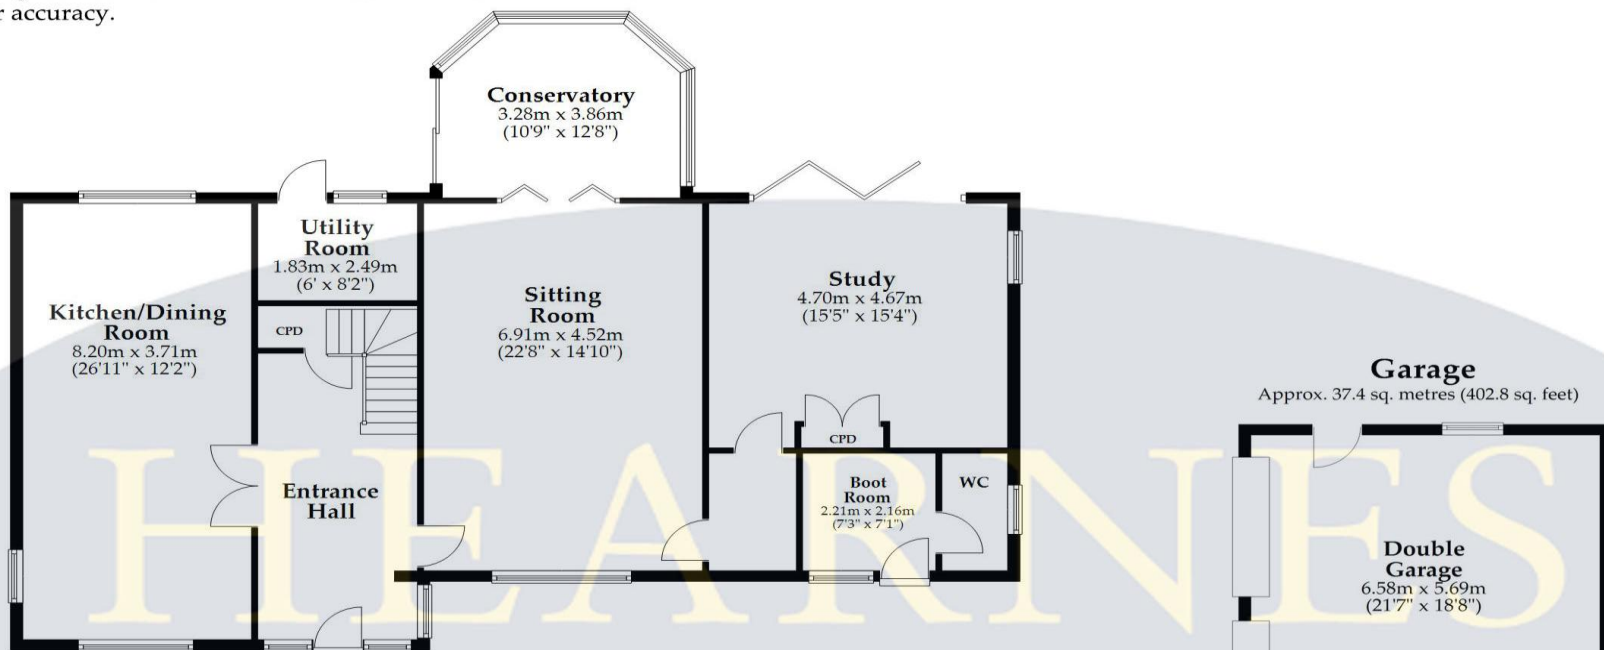 r accuracy.
Conservatory
3.28m x 3.86m
(10'9" x 12'8")
Utility
Room
1.83m x 2.49m
(6' x 8'2")
Kitchen/Dining
Room
8.20m x 3.71m
(26'11" x 12'2")
CPD
Sitting
Room
6.91m x 4.52m
(22'8" x 14'10")
Study
4.70m x 4.67m
(15'5" x 15'4")
CPD
Entrance
Hall
Boot
Room
2.21m x 2.16m
(7'3" x 7'1")
WC
Garage
Approx. 37.4 sq. metres (402.8 sq. feet)
Double
Garage
6.58m x 5.69m
(21'7" x 18'8")
HEARNES